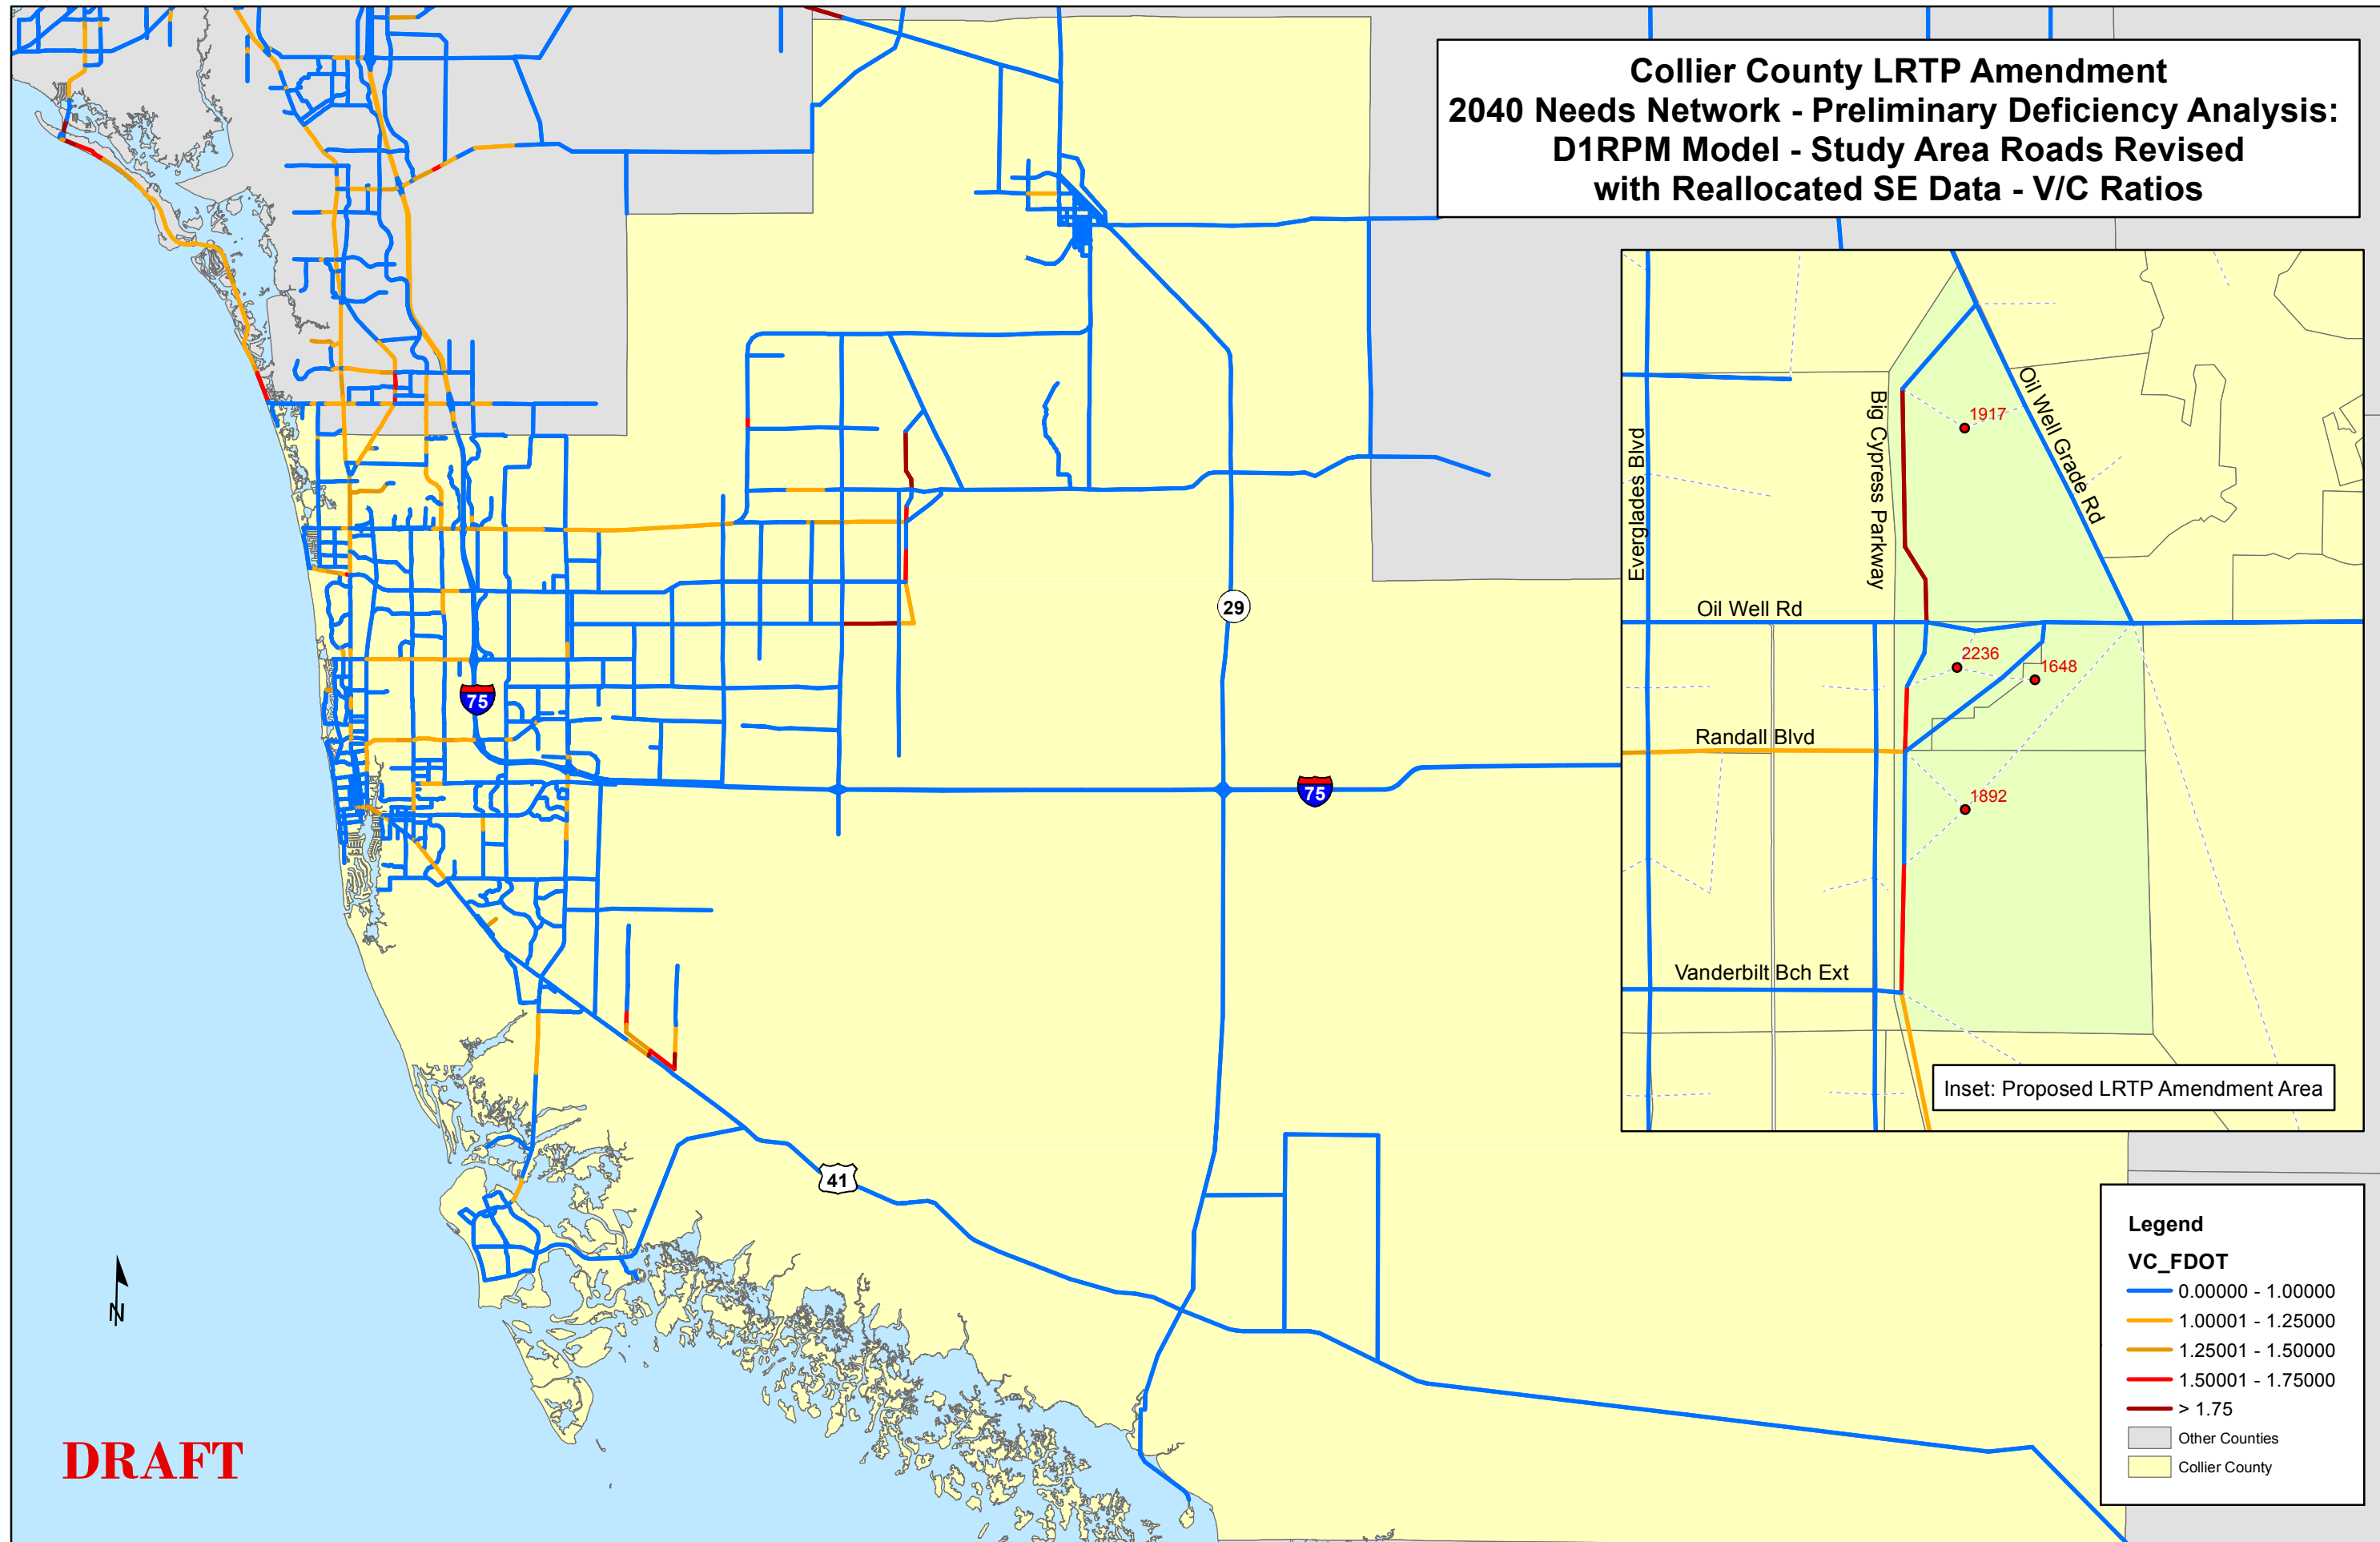 Collier County LRTP Amendment
2040 Needs Network - Preliminary Deficiency Analysis:
D1RPM Model - Study Area Roads Revised
with Reallocated SE Data - V/C Ratios
Everglades Blvd
Big Cypress Parkway
Oil Well Grade Rd
1917
Oil Well Rd
2236
1648
Randall Blvd
1892
Vanderbilt Bch Ext
Inset: Proposed LRTP Amendment Area
29
75
75
41
Legend
VC_FDOT
0.00000 - 1.00000
1.00001 - 1.25000
1.25001 - 1.50000
1.50001 - 1.75000
> 1.75
Other Counties
Collier County
N
DRAFT